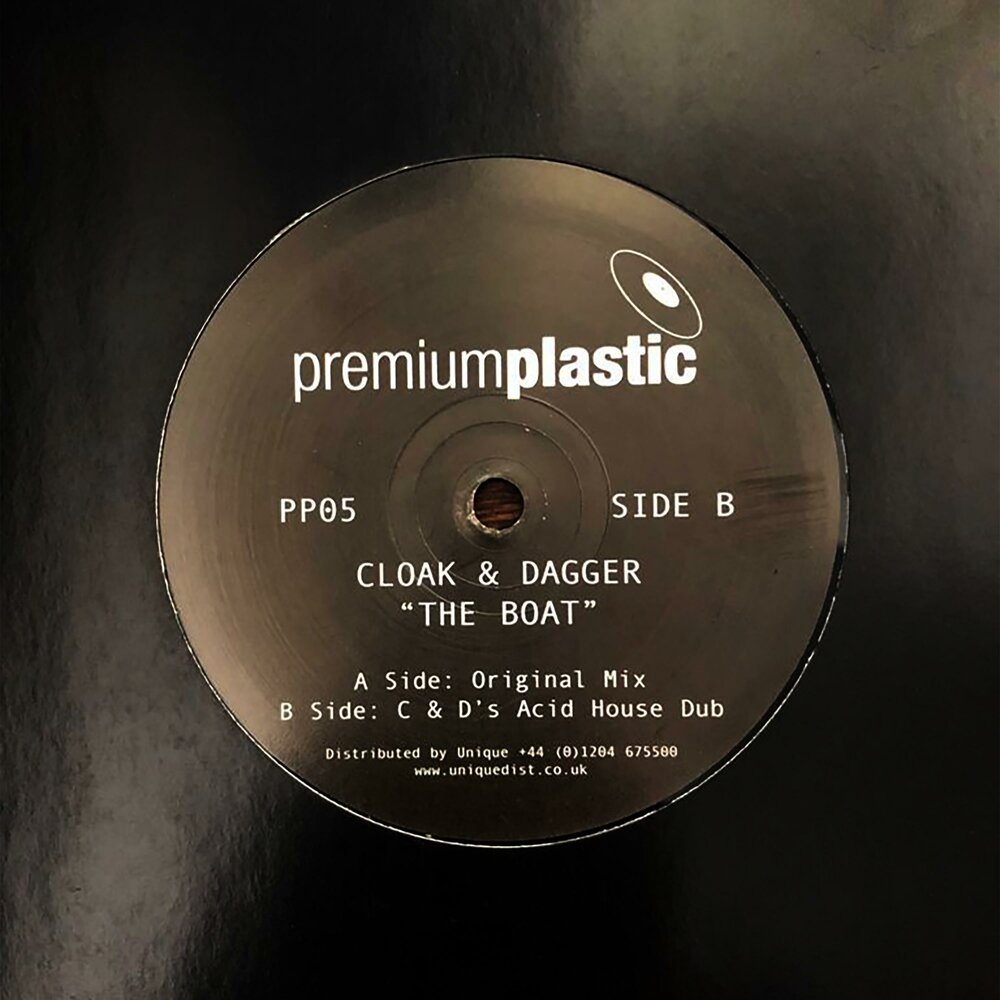 premiumplastic
PP05 SIDE B
CLOAK & DAGGER
“THE BOAT”
A Side: Original Mix
B Side: C & D’s Acid House Dub
Distributed by Unique +44 (0)1204 675500
www.uniquedist.co.uk